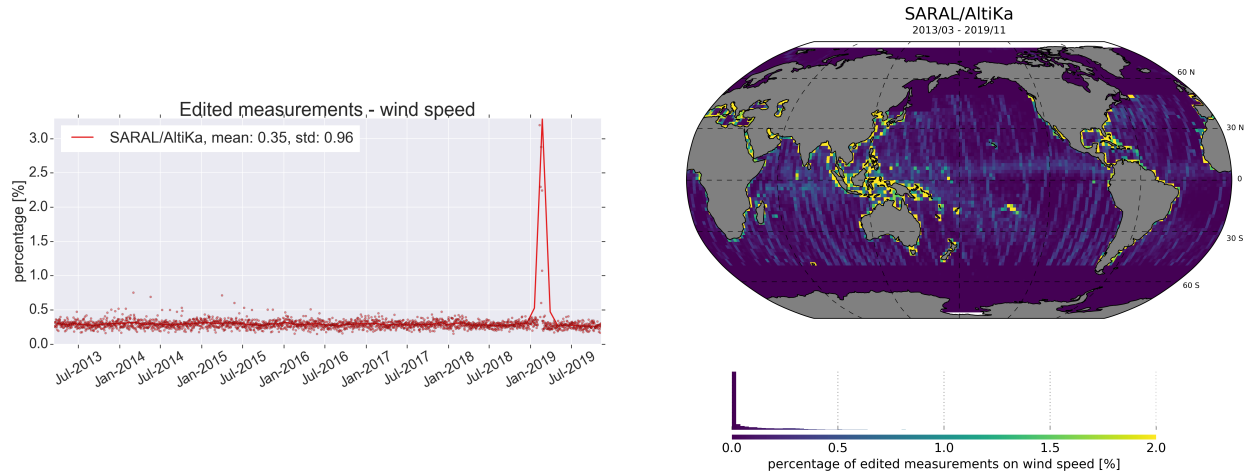 Edited measurements - wind speed
SARAL/AltiKa, mean: 0.35, std: 0.96
percentage [%]
3.0
2.5
2.0
1.5
1.0
0.5
0.0
Jul-2013 Jan-2014 Jul-2014 Jan-2015 Jul-2015 Jan-2016 Jul-2016 Jan-2017 Jul-2017 Jan-2018 Jul-2018 Jan-2019 Jul-2019
SARAL/AltiKa
2013/03 - 2019/11
60 N
30 N
0
30 S
60 S
0.0 0.5 1.0 1.5 2.0
percentage of edited measurements on wind speed [%]